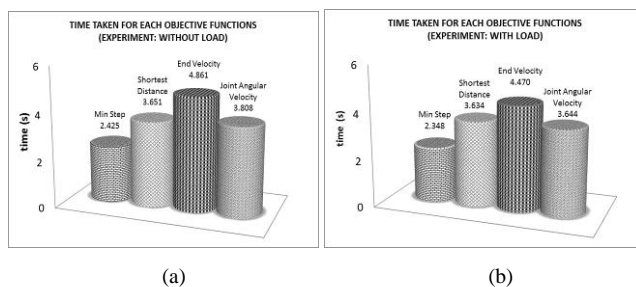 TIME TAKEN FOR EACH OBJECTIVE FUNCTIONS
(EXPERIMENT: WITHOUT LOAD)
6
4
2
0
time (s)
Min Step
2.425
Shortest
Distance
3.651
End Velocity
4.861
Joint Angular
Velocity
3.808
(a)
TIME TAKEN FOR EACH OBJECTIVE FUNCTIONS
(EXPERIMENT: WITH LOAD)
6
4
2
0
time (s)
Min Step
2.348
Shortest
Distance
3.634
End Velocity
4.470
Joint Angular
Velocity
3.644
(b)